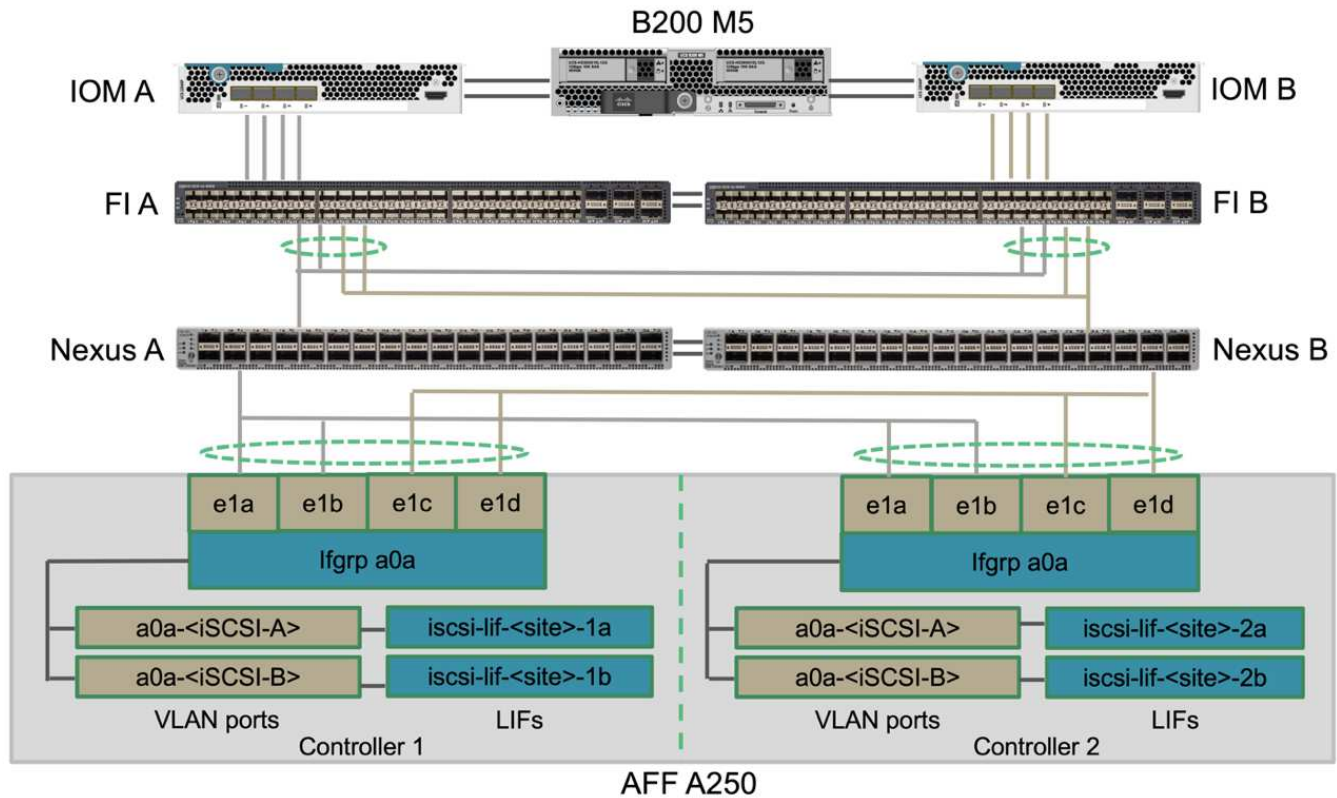 B200 M5
IOM A
IOM B
FI A
FI B
Nexus A
Nexus B
e1a e1b e1c e1d
e1a e1b e1c e1d
Ifgrp a0a
Ifgrp a0a
a0a-<iSCSI-A> iscsi-lif-<site>-1a
a0a-<iSCSI-A> iscsi-lif-<site>-2a
a0a-<iSCSI-B> iscsi-lif-<site>-1b
a0a-<iSCSI-B> iscsi-lif-<site>-2b
VLAN ports LIFs
VLAN ports LIFs
Controller 1
Controller 2
AFF A250